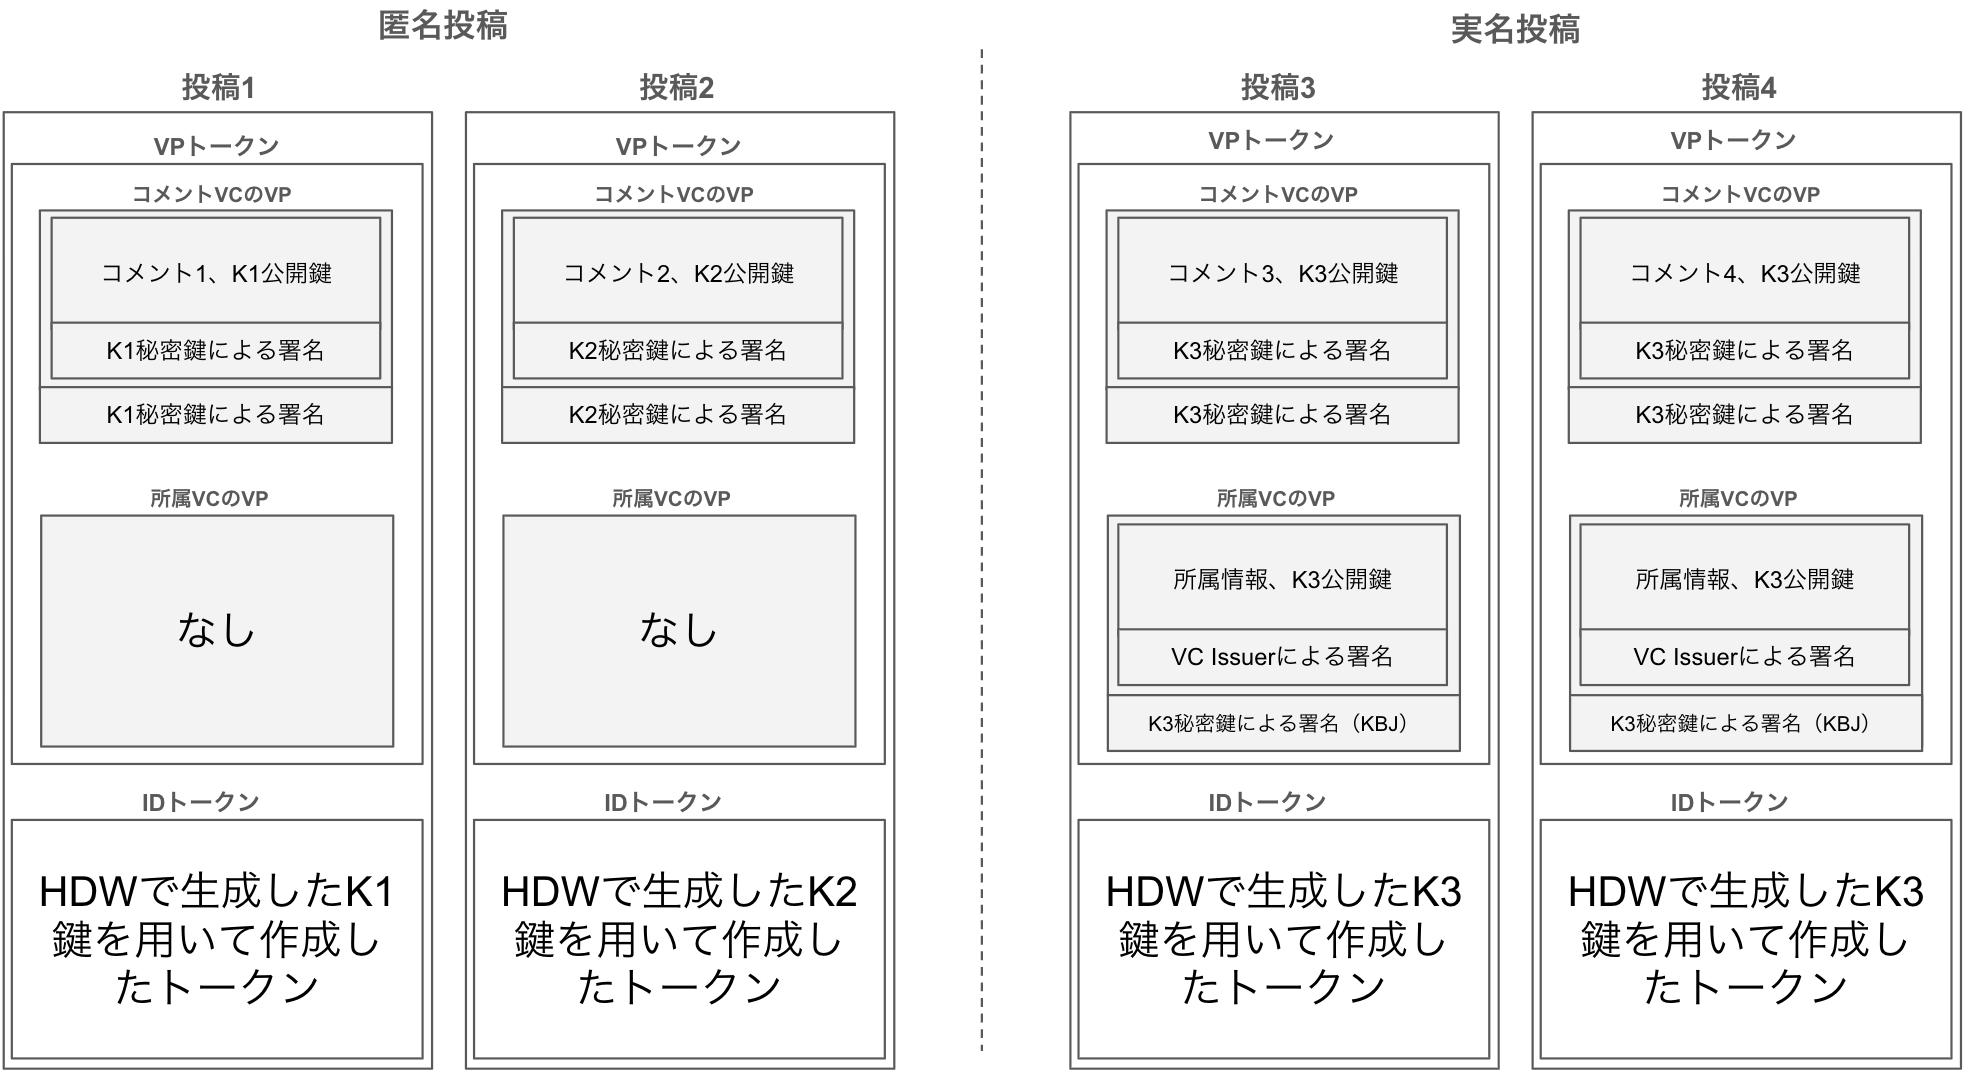 匿名投稿
投稿1
VPトークン
コメントVCのVP
コメント1、K1公開鍵
K1秘密鍵による署名
K1秘密鍵による署名
所属VCのVP
なし
IDトークン
HDWで生成したK1
鍵を用いて作成し
たトークン
投稿2
VPトークン
コメントVCのVP
コメント2、K2公開鍵
K2秘密鍵による署名
K2秘密鍵による署名
所属VCのVP
なし
IDトークン
HDWで生成したK2
鍵を用いて作成し
たトークン
実名投稿
投稿3
VPトークン
コメントVCのVP
コメント3、K3公開鍵
K3秘密鍵による署名
K3秘密鍵による署名
所属VCのVP
所属情報、K3公開鍵
VC Issuerによる署名
K3秘密鍵による署名（KBJ）
IDトークン
HDWで生成したK3
鍵を用いて作成し
たトークン
投稿4
VPトークン
コメントVCのVP
コメント4、K3公開鍵
K3秘密鍵による署名
K3秘密鍵による署名
所属VCのVP
所属情報、K3公開鍵
VC Issuerによる署名
K3秘密鍵による署名（KBJ）
IDトークン
HDWで生成したK3
鍵を用いて作成し
たトークン